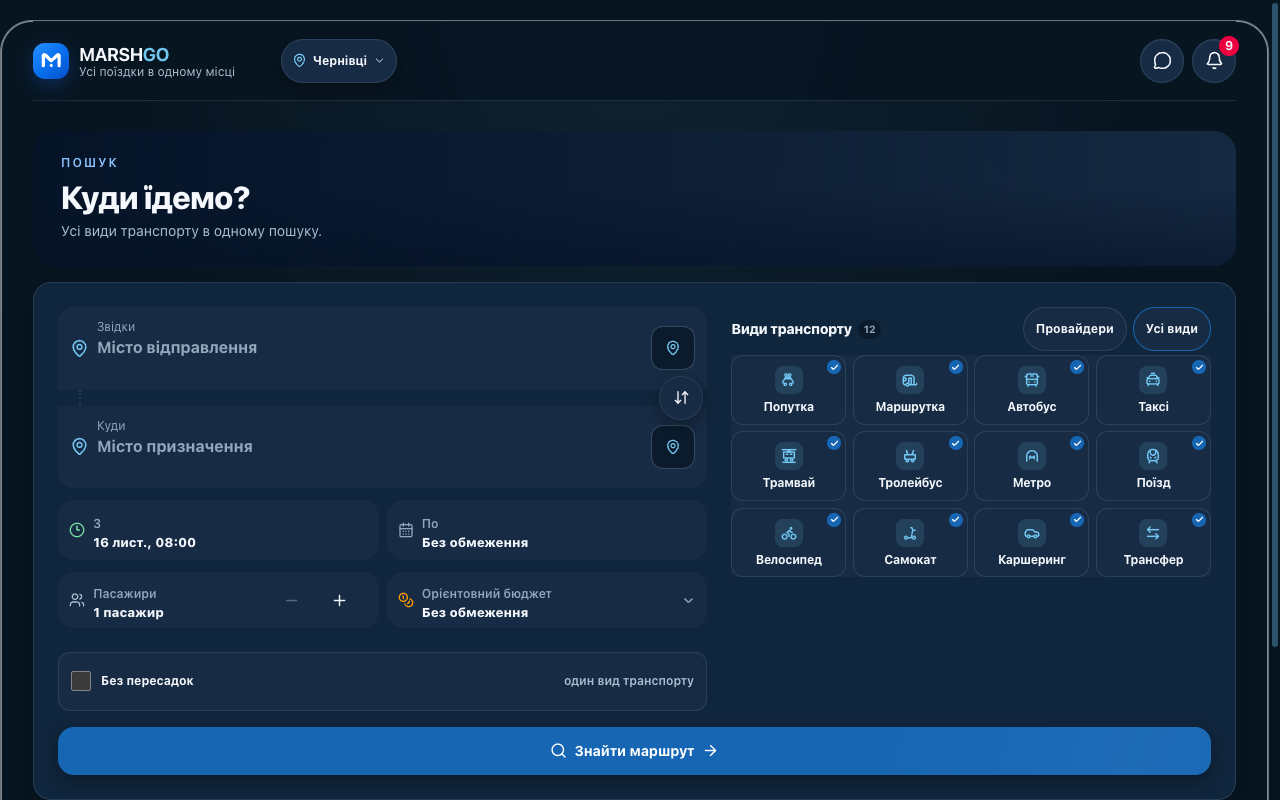 MARSHGO
Усі поїздки в одному місці
Чернівці
9
ПОШУК
Куди їдемо?
Усі види транспорту в одному пошуку.
Звідки
Місто відправлення
Куди
Місто призначення
З
16 лист., 08:00
По
Без обмеження
Пасажири
1 пасажир
Орієнтовний бюджет
Без обмеження
Без пересадок
один вид транспорту
Види транспорту 12
Провайдери
Усі види
Попутка
Маршрутка
Автобус
Таксі
Трамвай
Тролейбус
Метро
Поїзд
Велосипед
Самокат
Каршеринг
Трансфер
Знайти маршрут